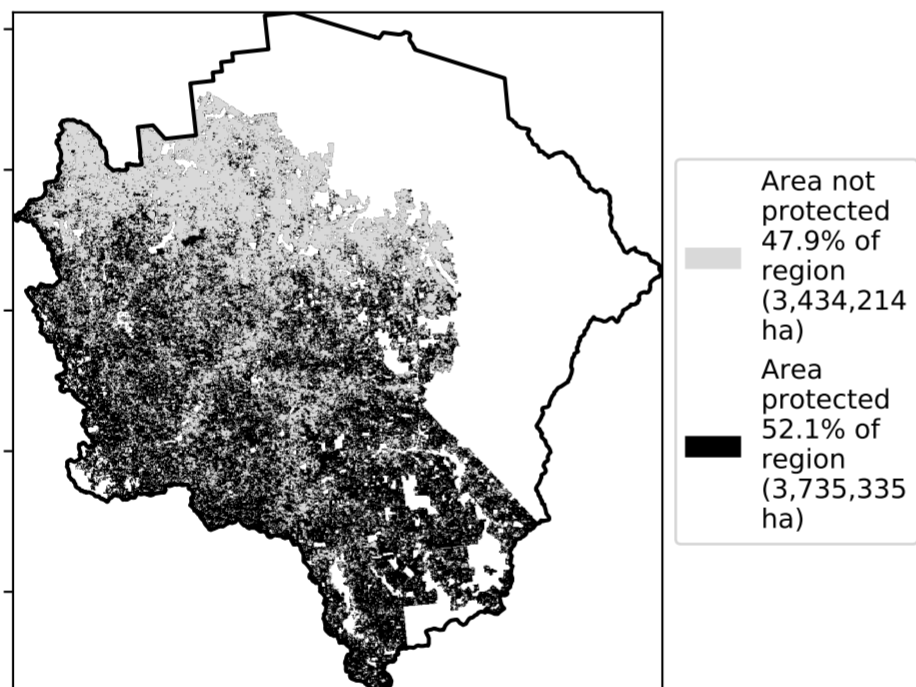 Area not
protected
47.9% of
region
(3,434,214
ha)
Area
protected
52.1% of
region
(3,735,335
ha)